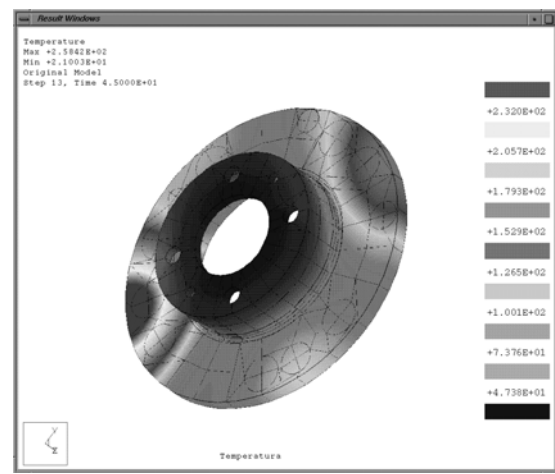 Result Windows
Temperature
Max +2.5842E+02
Min +2.1003E+01
Original Model
Step 13, Time 4.5000E+01
+2.320E+02
+2.057E+02
+1.793E+02
+1.529E+02
+1.265E+02
+1.001E+02
+7.376E+01
+4.738E+01
Y
Z
Temperatura